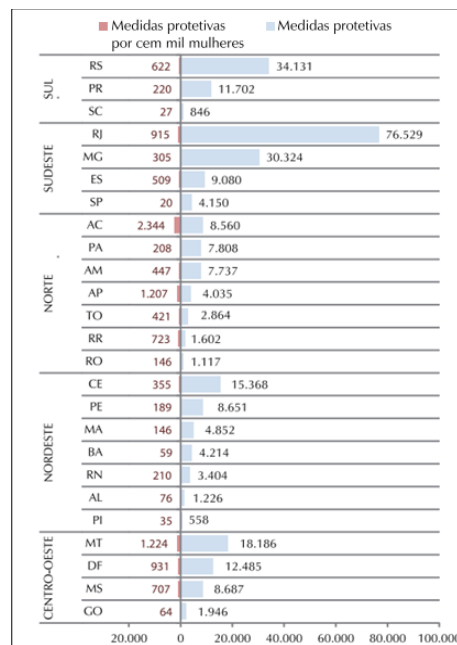 Medidas protetivas por cem mil mulheres
Medidas protetivas
SUL
RS 622 34.131
PR 220 11.702
SC 27 846
SUDESTE
RJ 915 76.529
MG 305 30.324
ES 509 9.080
SP 20 4.150
NORTE
AC 2.344 8.560
PA 208 7.808
AM 447 7.737
AP 1.207 4.035
TO 421 2.864
RR 723 1.602
RO 146 1.117
NORDESTE
CE 355 15.368
PE 189 8.651
MA 146 4.852
BA 59 4.214
RN 210 3.404
AL 76 1.226
PI 35 558
CENTRO-OESTE
MT 1.224 18.186
DF 931 12.485
MS 707 8.687
GO 64 1.946
20.000 0 20.000 40.000 60.000 80.000 100.000